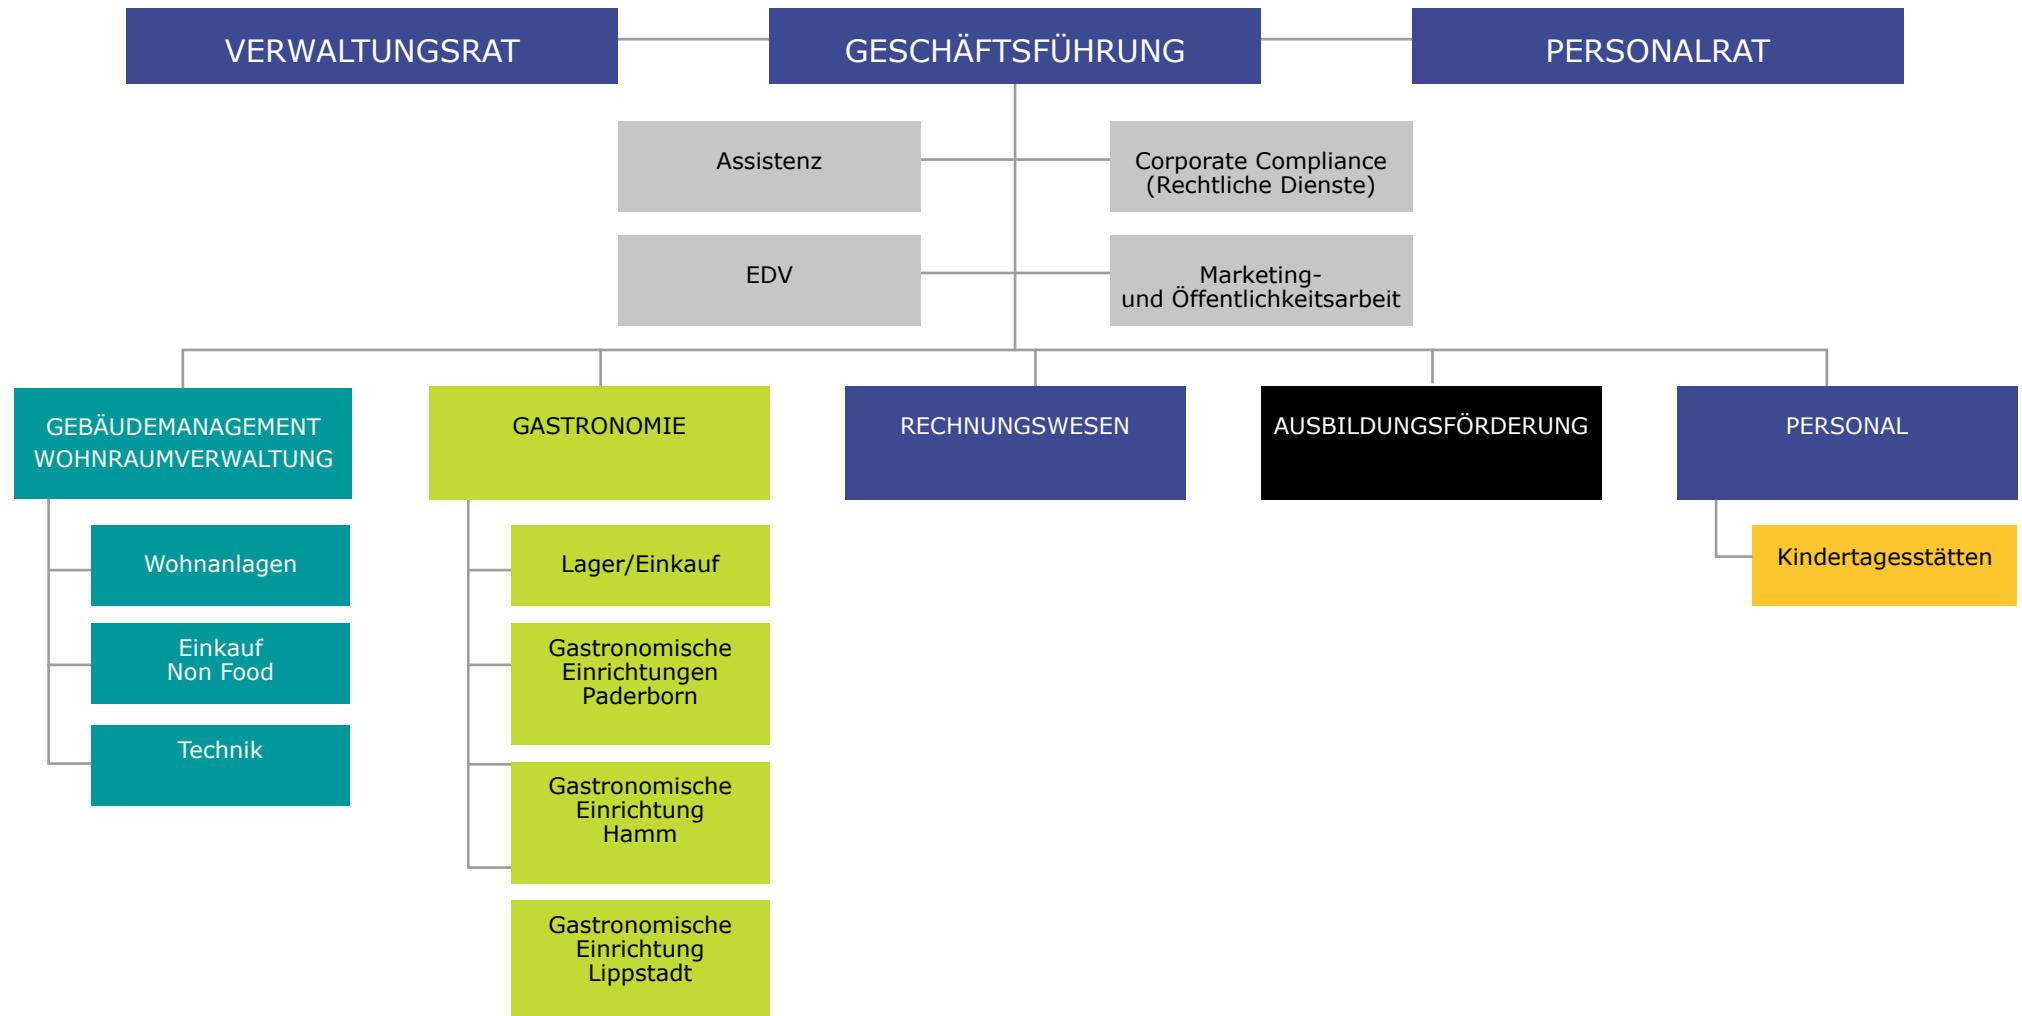 VERWALTUNGSRAT
GESCHÄFTSFÜHRUNG
PERSONALRAT
Assistenz
Corporate Compliance
(Rechtliche Dienste)
EDV
Marketing-
und Öffentlichkeitsarbeit
GEBÄUDEMANAGEMENT
WOHNRAUMVERWALTUNG
GASTRONOMIE
RECHNUNGSWESEN
AUSBILDUNGSFÖRDERUNG
PERSONAL
Wohnanlagen
Einkauf
Non Food
Technik
Lager/Einkauf
Gastronomische
Einrichtungen
Paderborn
Gastronomische
Einrichtung
Hamm
Gastronomische
Einrichtung
Lippstadt
Kindertagesstätten